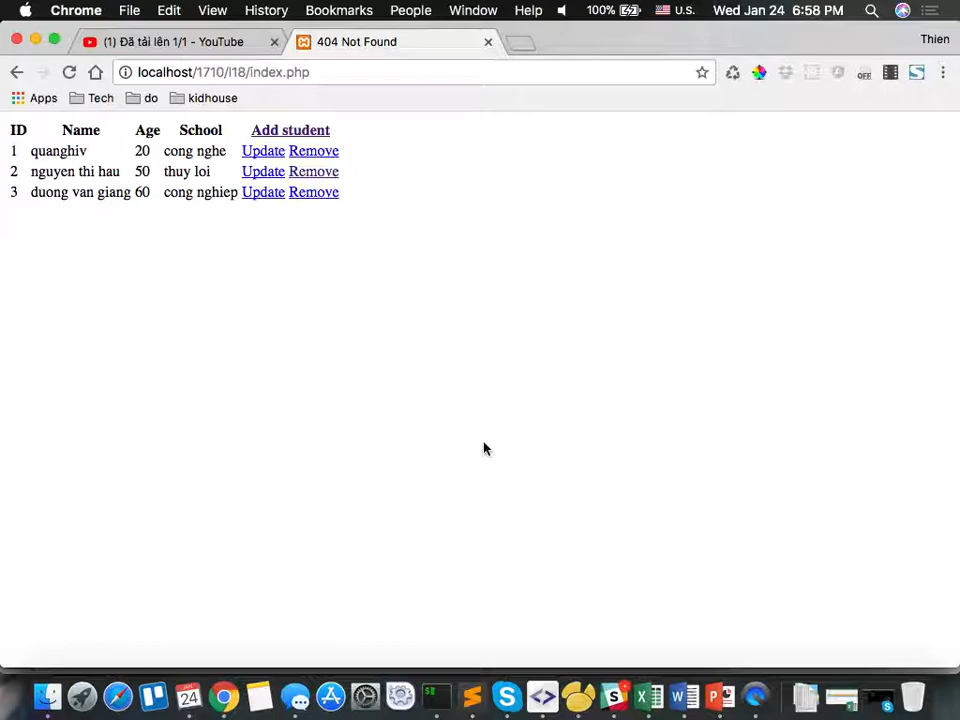 Chrome File Edit View History Bookmarks People Window Help 100% U.S. Wed Jan 24 6:58 PM
(1) Đã tải lên 1/1 - YouTube 404 Not Found Thien
localhost/1710/l18/index.php OFF
Apps Tech do kidhouse
ID Name Age School Add student
1 quanghiv 20 cong nghe Update Remove
2 nguyen thi hau 50 thuy loi Update Remove
3 duong van giang 60 cong nghiep Update Remove